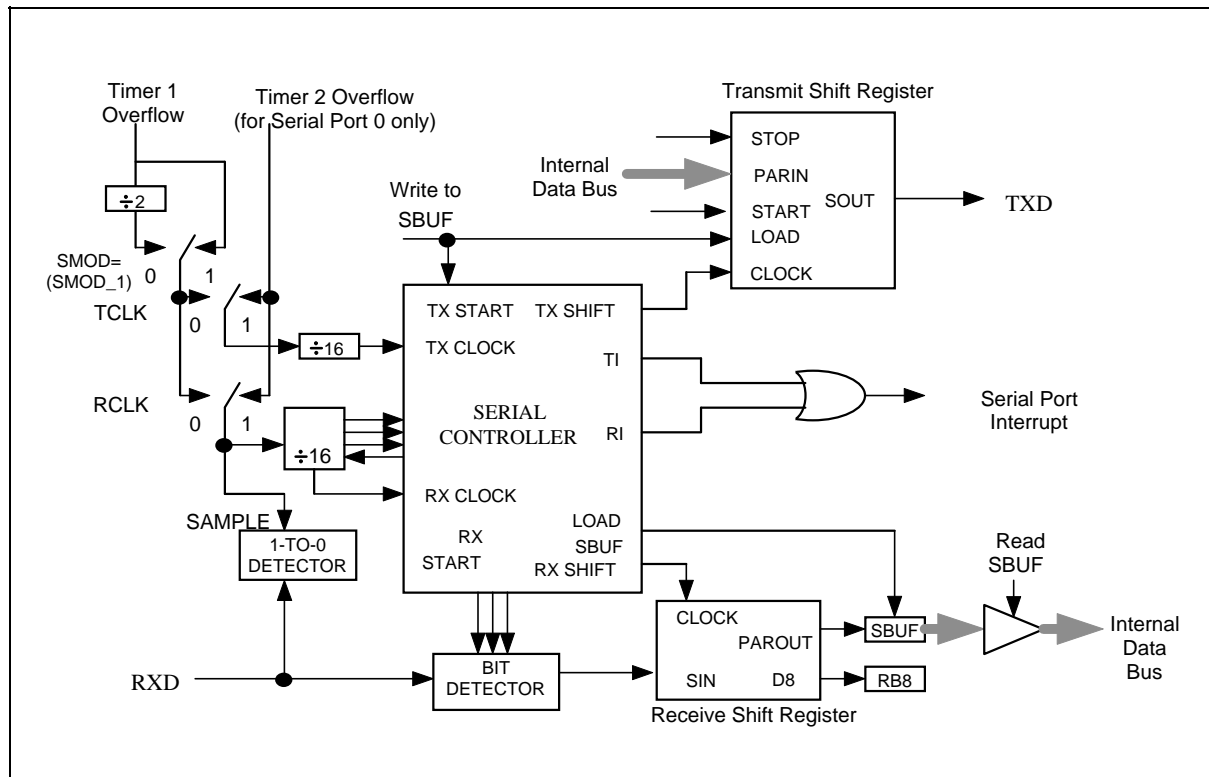 Timer 1
Overflow
Timer 2 Overflow
(for Serial Port 0 only)
÷2
SMOD=
(SMOD_1)
0
1
TCLK
0
1
÷16
RCLK
0
1
÷16
SAMPLE
1-TO-0
DETECTOR
RXD
BIT
DETECTOR
Write to
SBUF
TX START
TX SHIFT
TX CLOCK
TI
SERIAL
CONTROLLER
RI
RX CLOCK
LOAD
SBUF
RX
START
RX SHIFT
Transmit Shift Register
Internal
Data Bus
STOP
PARIN
START
SOUT
LOAD
CLOCK
TXD
Serial Port
Interrupt
CLOCK
PAROUT
SIN
D8
Receive Shift Register
SBUF
RB8
Read
SBUF
Internal
Data
Bus